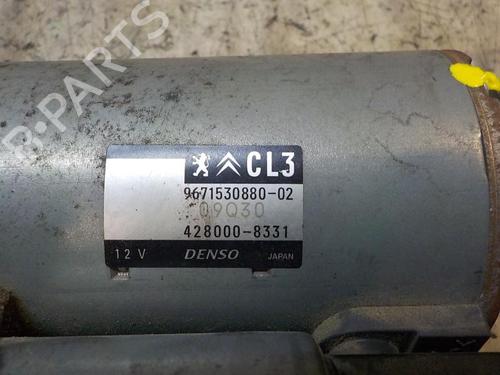 B-PARTS
CL3
9671530880-02
09Q30
428000-8331
12 V DENSO JAPAN